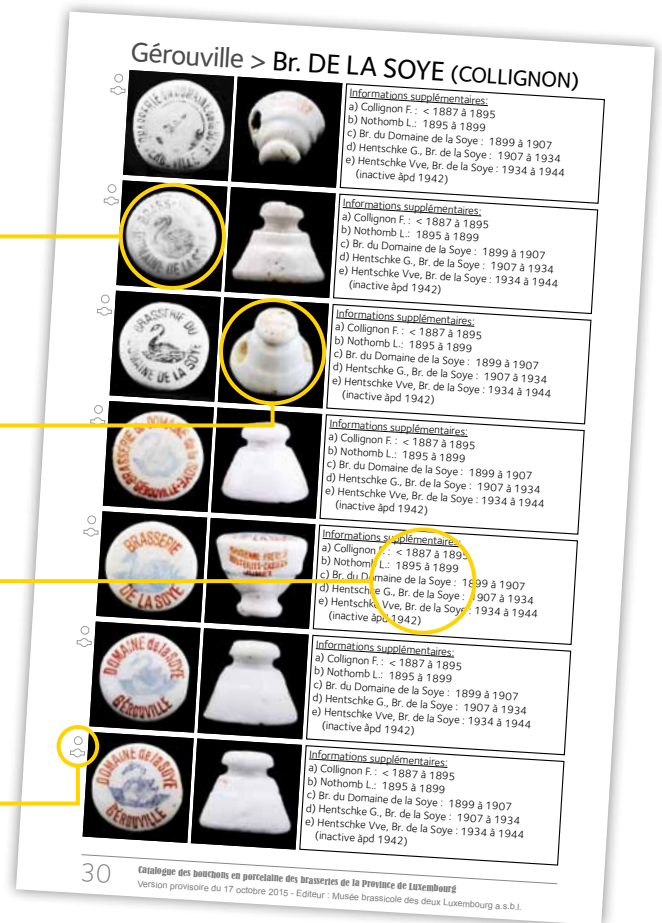 Gérouville > Br. DE LA SOYE (COLLIGNON)
Informations supplémentaires:
a) Collignon F. : < 1887 à 1895
b) Nothomb L.: 1895 à 1899
c) Br. du Domaine de la Soye : 1899 à 1907
d) Hentschke G., Br. de la Soye : 1907 à 1934
e) Hentschke Vve, Br. de la Soye : 1934 à 1944
(inactive àpd 1942)
BRASS
DOMAINE DE LA SOYE
Informations supplémentaires:
a) Collignon F. : < 1887 à 1895
b) Nothomb L.: 1895 à 1899
c) Br. du Domaine de la Soye : 1899 à 1907
d) Hentschke G., Br. de la Soye : 1907 à 1934
e) Hentschke Vve, Br. de la Soye : 1934 à 1944
(inactive àpd 1942)
BRASSERIE DU
DOMAINE DE LA SOYE
Informations supplémentaires:
a) Collignon F. : < 1887 à 1895
b) Nothomb L.: 1895 à 1899
c) Br. du Domaine de la Soye : 1899 à 1907
d) Hentschke G., Br. de la Soye : 1907 à 1934
e) Hentschke Vve, Br. de la Soye : 1934 à 1944
(inactive àpd 1942)
BRASSERIE du DOMAINE de la SOYE
GÉROUVILLE
Informations supplémentaires:
a) Collignon F. : < 1887 à 1895
b) Nothomb L.: 1895 à 1899
c) Br. du Domaine de la Soye : 1899 à 1907
d) Hentschke G., Br. de la Soye : 1907 à 1934
e) Hentschke Vve, Br. de la Soye : 1934 à 1944
(inactive àpd 1942)
BRASSERIE
DE LA SOYE
Informations supplémentaires:
a) Collignon F. : < 1887 à 1895
b) Nothomb L.: 1895 à 1899
c) Br. du Domaine de la Soye : 1899 à 1907
d) Hentschke G., Br. de la Soye : 1907 à 1934
e) Hentschke Vve, Br. de la Soye : 1934 à 1944
(inactive àpd 1942)
DOMAINE de la SOYE
GÉROUVILLE
Informations supplémentaires:
a) Collignon F. : < 1887 à 1895
b) Nothomb L.: 1895 à 1899
c) Br. du Domaine de la Soye : 1899 à 1907
d) Hentschke G., Br. de la Soye : 1907 à 1934
e) Hentschke Vve, Br. de la Soye : 1934 à 1944
(inactive àpd 1942)
DOMAINE de la SOYE
GÉROUVILLE
Informations supplémentaires:
a) Collignon F. : < 1887 à 1895
b) Nothomb L.: 1895 à 1899
c) Br. du Domaine de la Soye : 1899 à 1907
d) Hentschke G., Br. de la Soye : 1907 à 1934
e) Hentschke Vve, Br. de la Soye : 1934 à 1944
(inactive àpd 1942)
30
Catalogue des bouchons en porcelaine des brasseries de la Province de Luxembourg
Version provisoire du 17 octobre 2015 - Editeur : Musée brassicole des deux Luxembourg a.s.b.l.